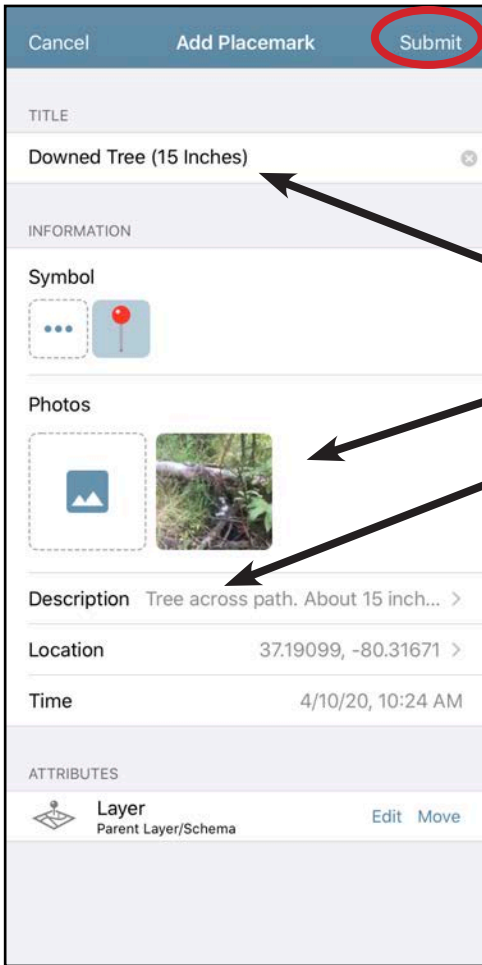 Cancel Add Placemark Submit
TITLE
Downed Tree (15 Inches)
INFORMATION
Symbol
Photos
Description Tree across path. About 15 inch... >
Location 37.19099, -80.31671 >
Time 4/10/20, 10:24 AM
ATTRIBUTES
Layer
Parent Layer/Schema
Edit Move